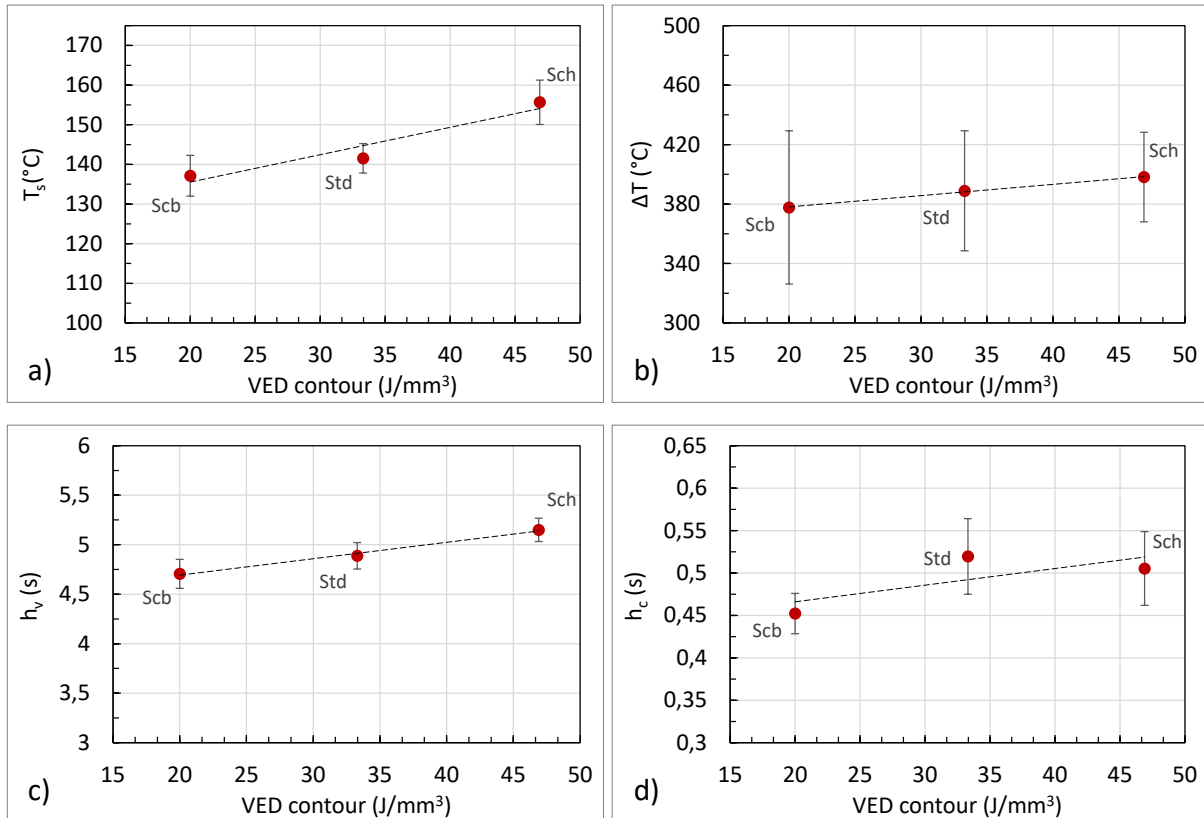 170
160
150
140
130
120
110
100
T_s(°C)
Sch
Std
Scb
15 20 25 30 35 40 45 50
a) VED contour (J/mm³)
500
460
420
380
340
300
ΔT (°C)
Sch
Scb
Std
15 20 25 30 35 40 45 50
b) VED contour (J/mm³)
6
5,5
5
4,5
4
3,5
3
h_v (s)
Sch
Std
Scb
15 20 25 30 35 40 45 50
c) VED contour (J/mm³)
0,65
0,6
0,55
0,5
0,45
0,4
0,35
0,3
h_c (s)
Sch
Std
Scb
15 20 25 30 35 40 45 50
d) VED contour (J/mm³)